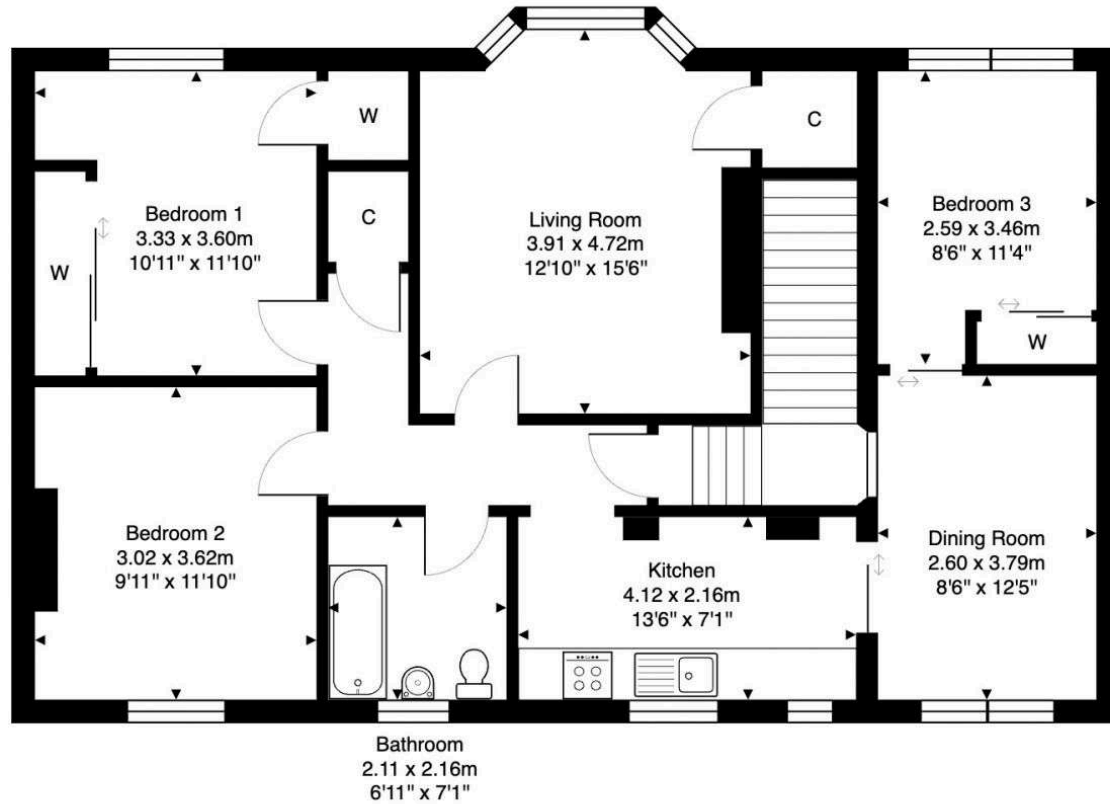 W
C
Bedroom 1
3.33 x 3.60m
10'11" x 11'10"
W
C
Living Room
3.91 x 4.72m
12'10" x 15'6"
Bedroom 3
2.59 x 3.46m
8'6" x 11'4"
W
W
Bedroom 2
3.02 x 3.62m
9'11" x 11'10"
Kitchen
4.12 x 2.16m
13'6" x 7'1"
Dining Room
2.60 x 3.79m
8'6" x 12'5"
Bathroom
2.11 x 2.16m
6'11" x 7'1"